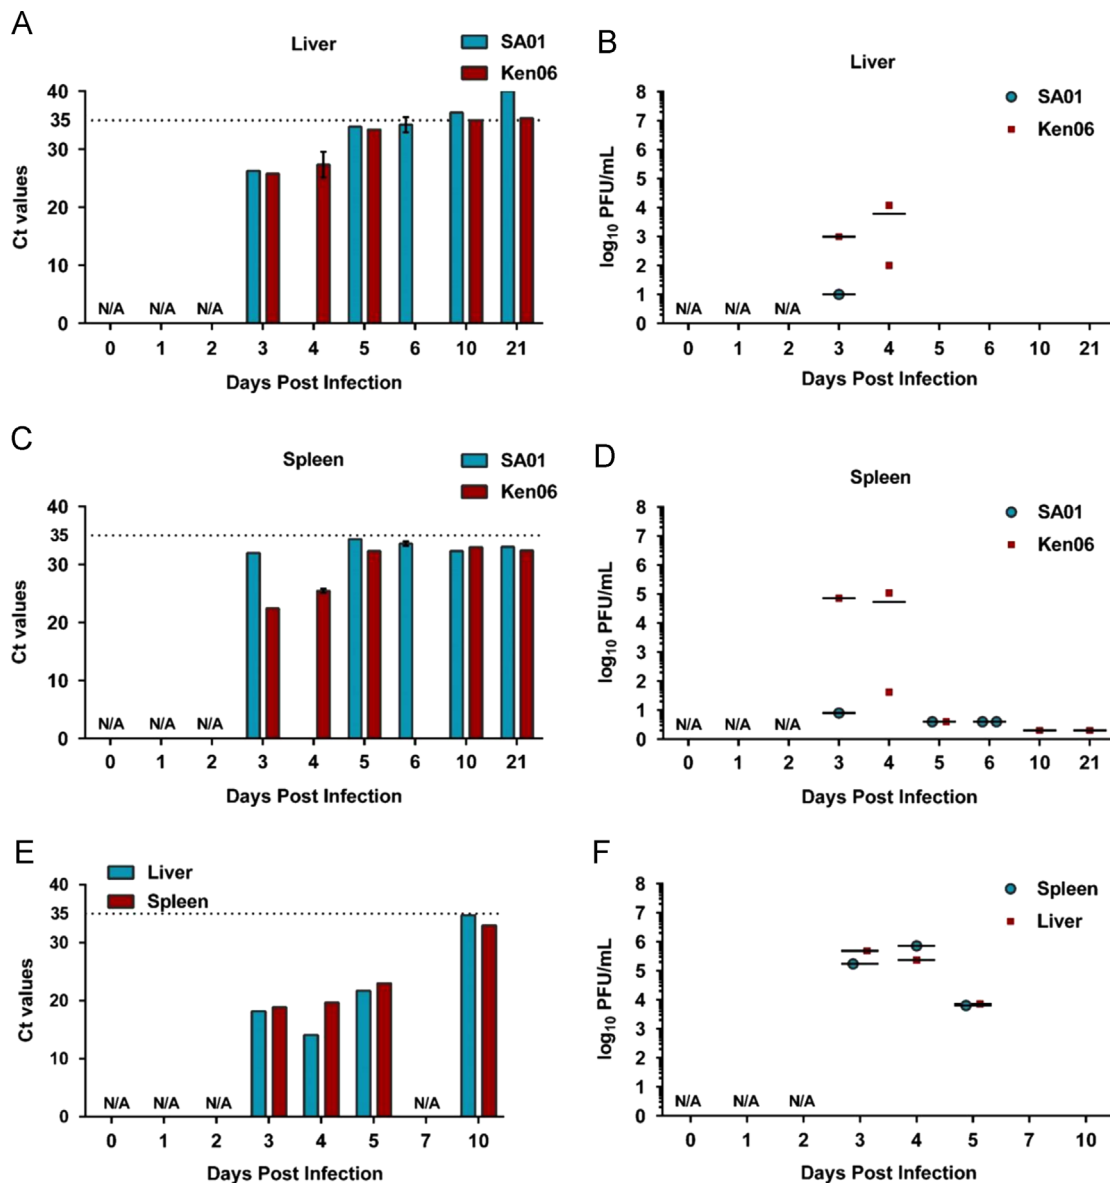 A
Liver
SA01
Ken06
40
35
30
20
10
0
Ct values
N/A N/A N/A
0 1 2 3 4 5 6 10 21
Days Post Infection
B
Liver
SA01
Ken06
8
7
6
5
4
3
2
1
0
log10 PFU/mL
N/A N/A N/A
0 1 2 3 4 5 6 10 21
Days Post Infection
C
Spleen
SA01
Ken06
40
35
30
20
10
0
Ct values
N/A N/A N/A
0 1 2 3 4 5 6 10 21
Days Post Infection
D
Spleen
SA01
Ken06
8
7
6
5
4
3
2
1
0
log10 PFU/mL
N/A N/A N/A
0 1 2 3 4 5 6 10 21
Days Post Infection
E
Liver
Spleen
40
35
30
20
10
0
Ct values
N/A N/A N/A N/A
0 1 2 3 4 5 7 10
Days Post Infection
F
Spleen
Liver
8
7
6
5
4
3
2
1
0
log10 PFU/mL
N/A N/A N/A
0 1 2 3 4 5 7 10
Days Post Infection